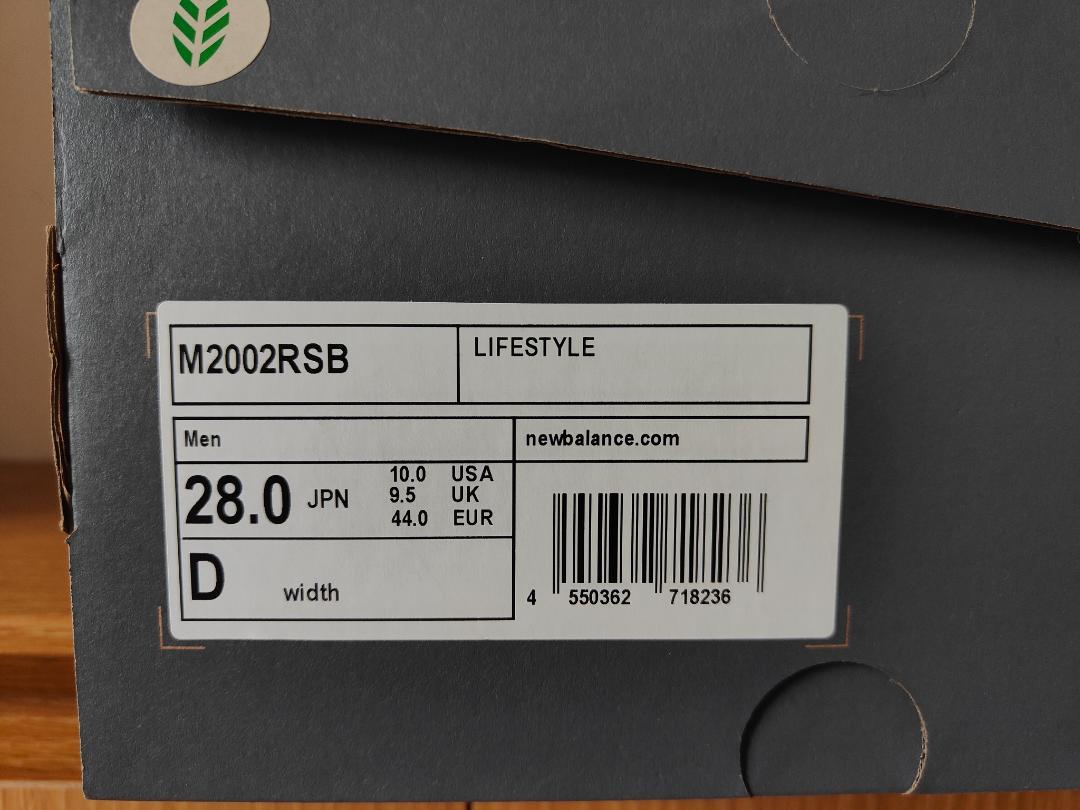 M2002RSB
LIFESTYLE
Men
newbalance.com
28.0 JPN
10.0 USA
9.5 UK
44.0 EUR
D width
4 550362 718236